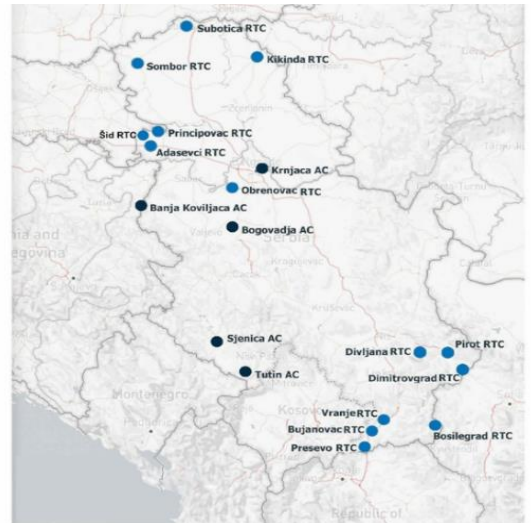 Subotica RTC
Kikinda RTC
Sombor RTC
Šid RTC
Principovac RTC
Adasevci RTC
Krnjaca AC
Obrenovac RTC
Banja Koviljaca AC
Bogovadja AC
Serbia
Kragujevac
Kruševac
Sjenica AC
Tutin AC
Divljana RTC
Pirot RTC
Dimitrovgrad RTC
Montenegro
Kosovo
Vranje RTC
Bujanovac RTC
Presevo RTC
Bosilegrad RTC
Republic of